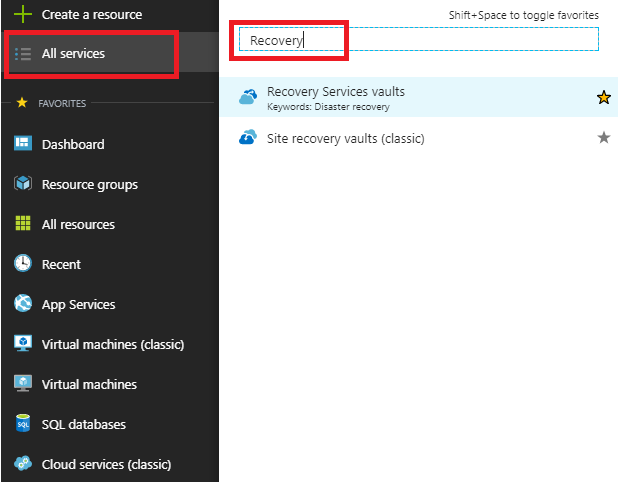 Create a resource
All services
FAVORITES
Dashboard
Resource groups
All resources
Recent
App Services
Virtual machines (classic)
Virtual machines
SQL databases
Cloud services (classic)
Shift+Space to toggle favorites
Recovery
Recovery Services vaults
Keywords: Disaster recovery
Site recovery vaults (classic)